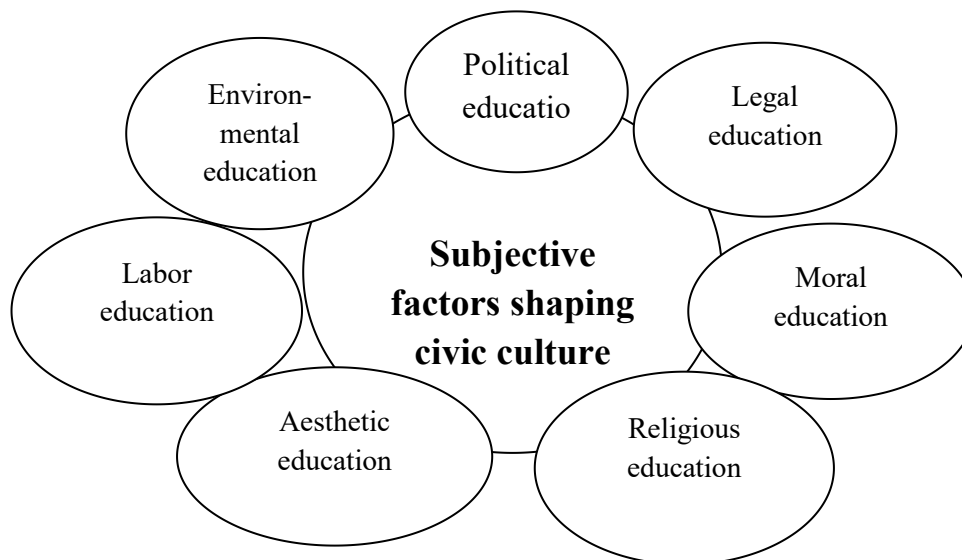 Political
educatio
Legal
education
Moral
education
Religious
education
Aesthetic
education
Labor
education
Environ-
mental
education
Subjective
factors shaping
civic culture